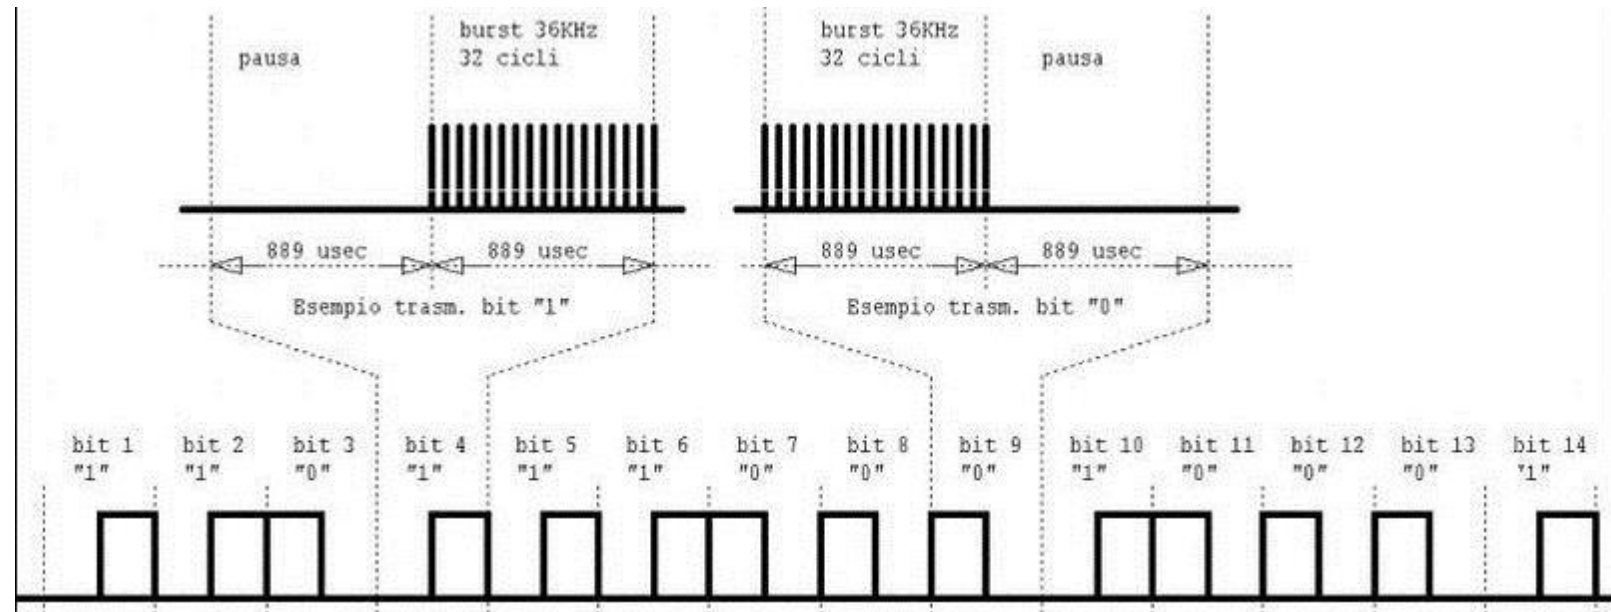 burst 36KHz
32 cicli
pausa
burst 36KHz
32 cicli
pausa
889 usec
889 usec
889 usec
889 usec
Esempio trasm. bit "1"
Esempio trasm. bit "0"
bit 1
"1"
bit 2
"1"
bit 3
"0"
bit 4
"1"
bit 5
"1"
bit 6
"1"
bit 7
"0"
bit 8
"0"
bit 9
"0"
bit 10
"1"
bit 11
"0"
bit 12
"0"
bit 13
"0"
bit 14
"1"